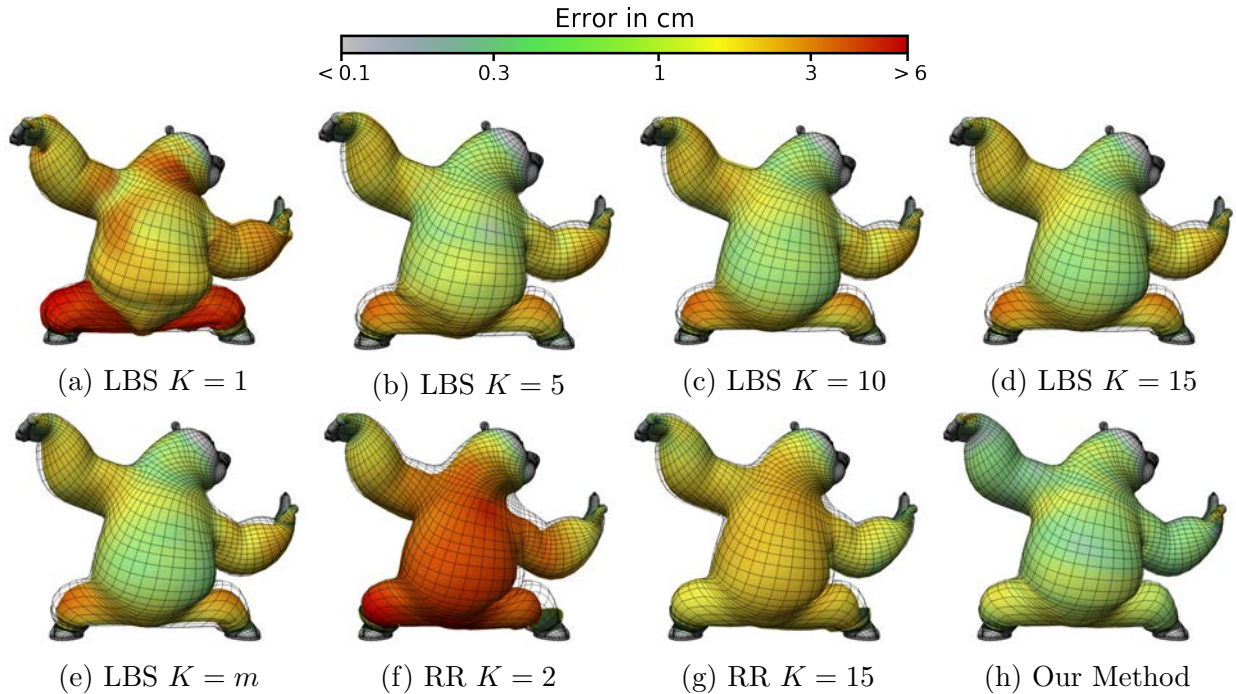 Error in cm
< 0.1 0.3 1 3 > 6
(a) LBS K = 1
(b) LBS K = 5
(c) LBS K = 10
(d) LBS K = 15
(e) LBS K = m
(f) RR K = 2
(g) RR K = 15
(h) Our Method